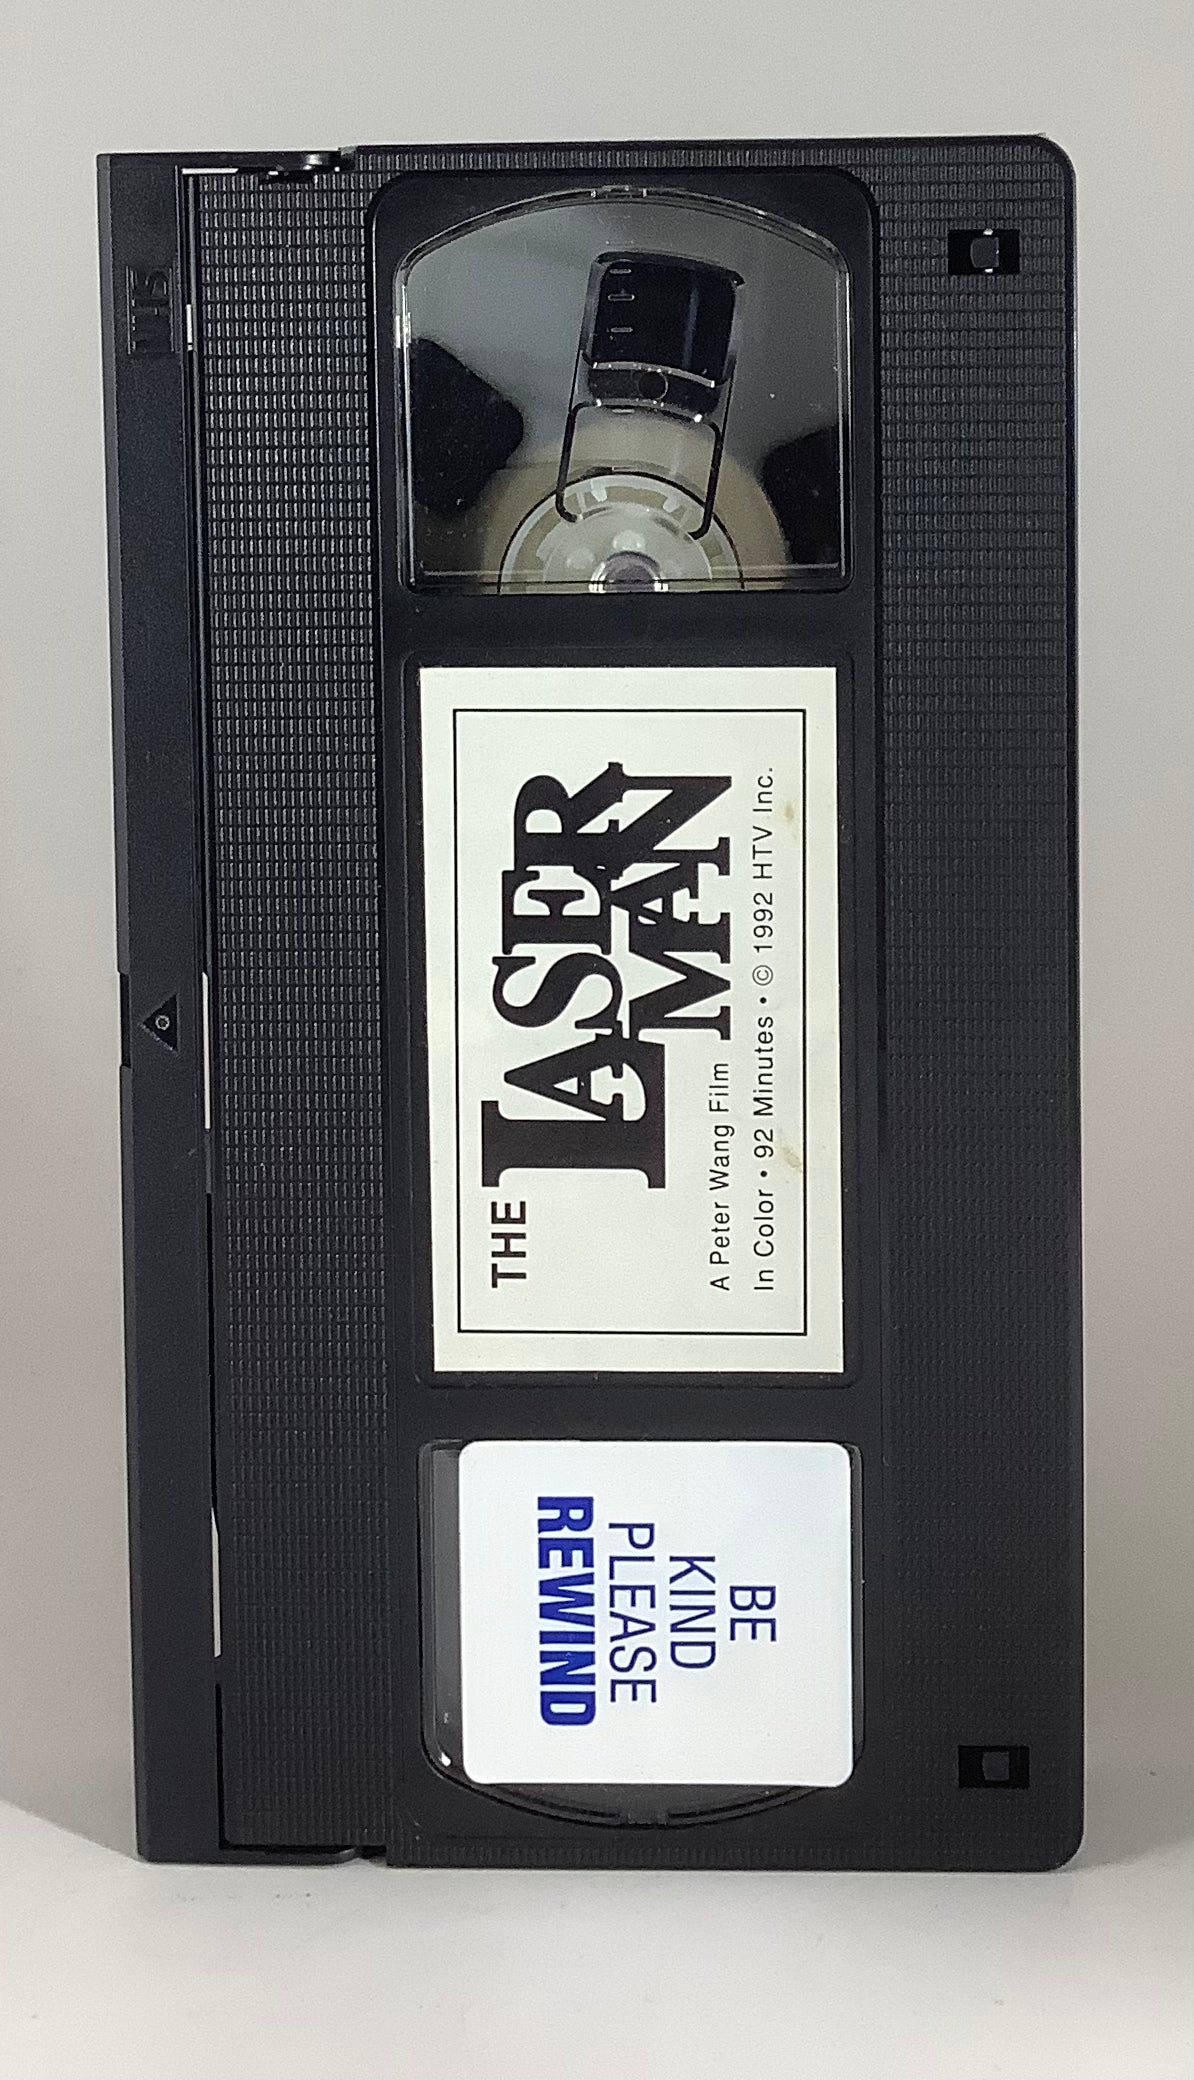 VHS
THE LASER
MAN
A Peter Wang Film
In Color • 92 Minutes • © 1992 HTV Inc.
BE
KIND
PLEASE
REWIND